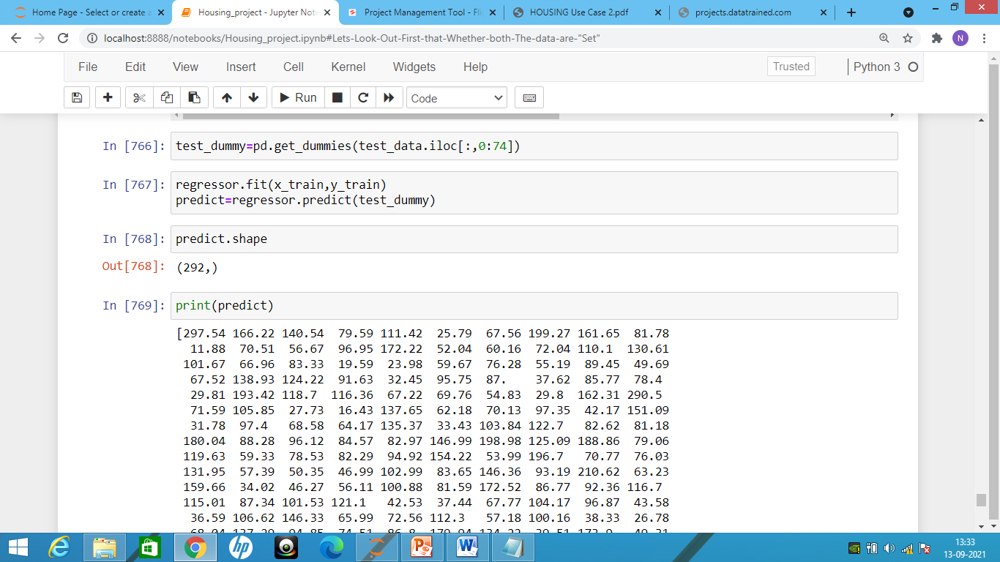 Home Page - Select or create a
Housing_project - Jupyter Note
Project Management Tool - Fli
HOUSING Use Case 2.pdf
projects.datatrained.com
localhost:8888/notebooks/Housing_project.ipynb#Lets-Look-Out-First-that-Whether-both-The-data-are-"Set"
N
File Edit View Insert Cell Kernel Widgets Help
Trusted
Python 3
Run
Code
In [766]: test_dummy=pd.get_dummies(test_data.iloc[:,0:74])
In [767]: regressor.fit(x_train,y_train)
predict=regressor.predict(test_dummy)
In [768]: predict.shape
Out[768]: (292,)
In [769]: print(predict)
[297.54 166.22 140.54 79.59 111.42 25.79 67.56 199.27 161.65 81.78
11.88 70.51 56.67 96.95 172.22 52.04 60.16 72.04 110.1 130.61
101.67 66.96 83.33 19.59 23.98 59.67 76.28 55.19 89.45 49.69
67.52 138.93 124.22 91.63 32.45 95.75 87. 37.62 85.77 78.4
29.81 193.42 118.7 116.36 67.22 69.76 54.83 29.8 162.31 290.5
71.59 105.85 27.73 16.43 137.65 62.18 70.13 97.35 42.17 151.09
31.78 97.4 68.58 64.17 135.37 33.43 103.84 122.7 82.62 81.18
180.04 88.28 96.12 84.57 82.97 146.99 198.98 125.09 188.86 79.06
119.63 59.33 78.53 82.29 94.92 154.22 53.99 196.7 70.77 76.03
131.95 57.39 50.35 46.99 102.99 83.65 146.36 93.19 210.62 63.23
159.66 34.02 46.27 56.11 100.88 81.59 172.52 86.77 92.36 116.7
115.01 87.34 101.53 121.1 42.53 37.44 67.77 104.17 96.87 43.58
36.59 106.62 146.33 65.99 72.56 112.3 57.18 100.16 38.33 26.78
13:33
13-09-2021